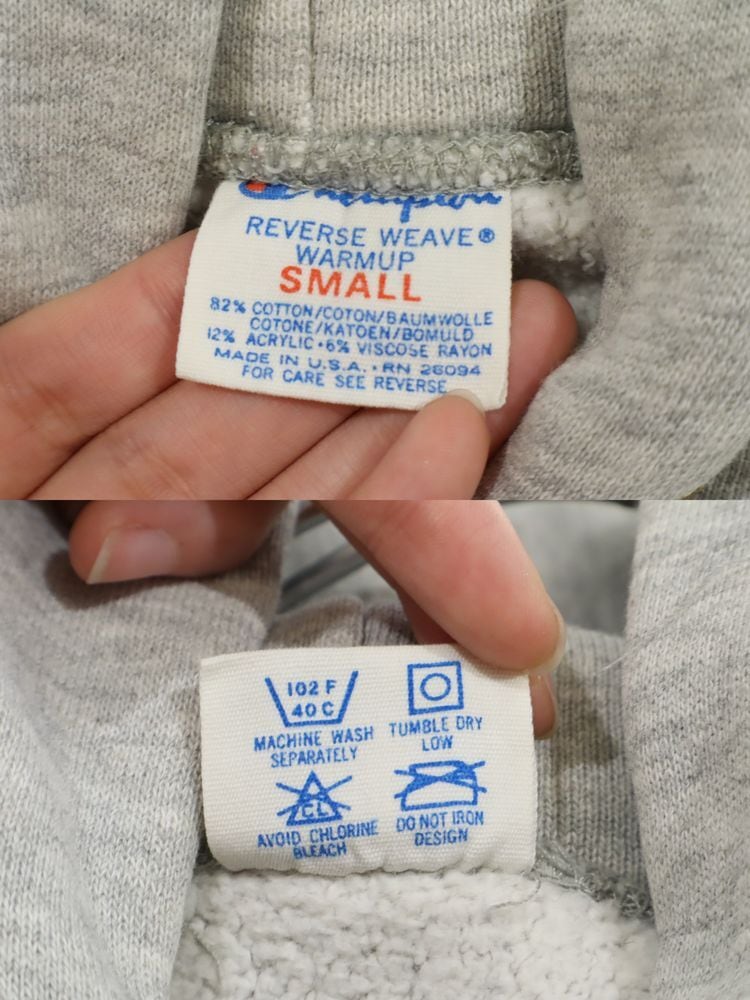 Champion
REVERSE WEAVE®
WARMUP
SMALL
82% COTTON/COTON/BAUMWOLLE
COTONE/KATOEN/BOMULD
12% ACRYLIC • 6% VISCOSE RAYON
MADE IN U.S.A. • RN 26094
FOR CARE SEE REVERSE
102 F
40 C
MACHINE WASH
SEPARATELY
TUMBLE DRY
LOW
CL
AVOID CHLORINE
BLEACH
DO NOT IRON
DESIGN